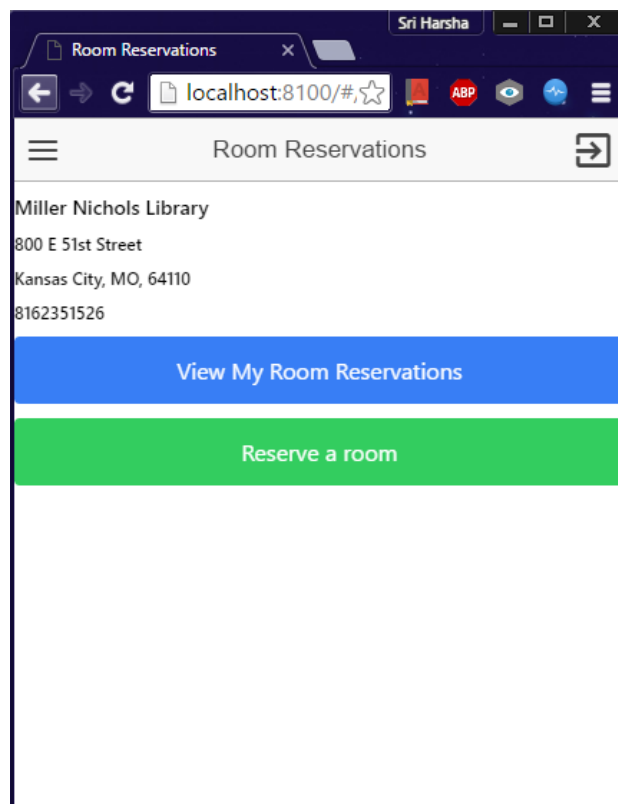 Sri Harsha
Room Reservations
localhost:8100/#,
ABP
Room Reservations
Miller Nichols Library
800 E 51st Street
Kansas City, MO, 64110
8162351526
View My Room Reservations
Reserve a room